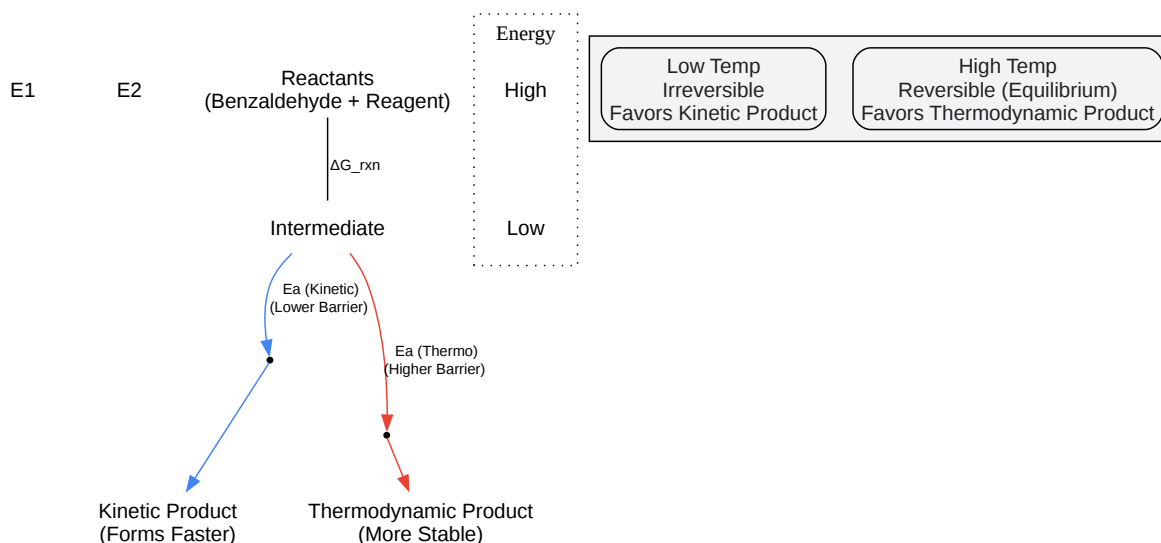 Energy
E1
E2
Reactants
(Benzaldehyde + Reagent)
High
Low Temp
Irreversible
Favors Kinetic Product
High Temp
Reversible (Equilibrium)
Favors Thermodynamic Product
ΔG_rxn
Intermediate
Low
Ea (Kinetic)
(Lower Barrier)
Ea (Thermo)
(Higher Barrier)
Kinetic Product
(Forms Faster)
Thermodynamic Product
(More Stable)